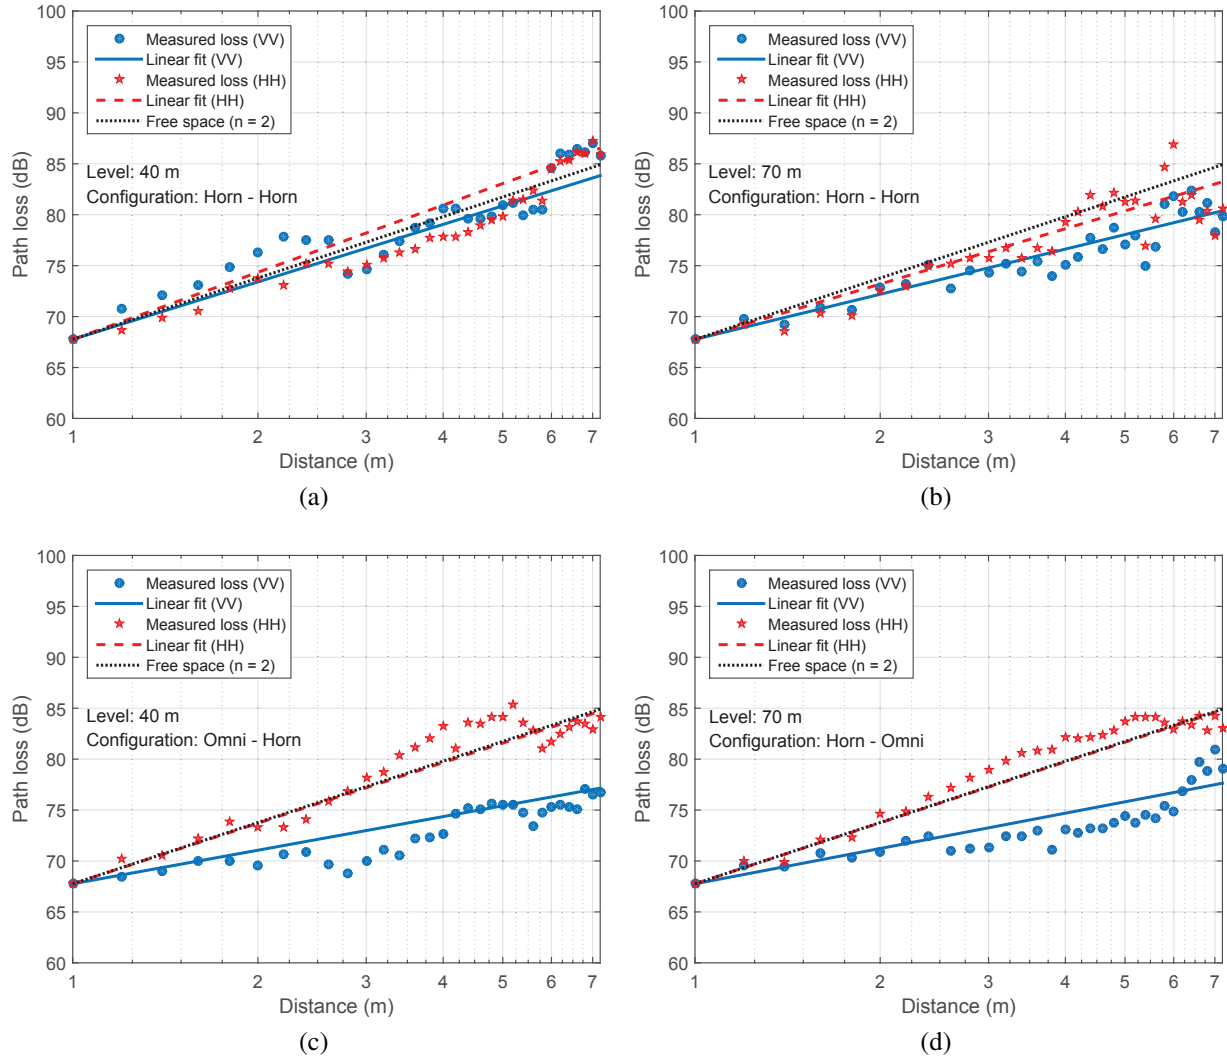 100
95
90
85
80
75
70
65
60
Path loss (dB)
Measured loss (VV)
Linear fit (VV)
Measured loss (HH)
Linear fit (HH)
Free space (n = 2)
Level: 40 m
Configuration: Horn - Horn
1 2 3 4 5 6 7
Distance (m)
(a)
100
95
90
85
80
75
70
65
60
Path loss (dB)
Measured loss (VV)
Linear fit (VV)
Measured loss (HH)
Linear fit (HH)
Free space (n = 2)
Level: 70 m
Configuration: Horn - Horn
1 2 3 4 5 6 7
Distance (m)
(b)
100
95
90
85
80
75
70
65
60
Path loss (dB)
Measured loss (VV)
Linear fit (VV)
Measured loss (HH)
Linear fit (HH)
Free space (n = 2)
Level: 40 m
Configuration: Omni - Horn
1 2 3 4 5 6 7
Distance (m)
(c)
100
95
90
85
80
75
70
65
60
Path loss (dB)
Measured loss (VV)
Linear fit (VV)
Measured loss (HH)
Linear fit (HH)
Free space (n = 2)
Level: 70 m
Configuration: Horn - Omni
1 2 3 4 5 6 7
Distance (m)
(d)